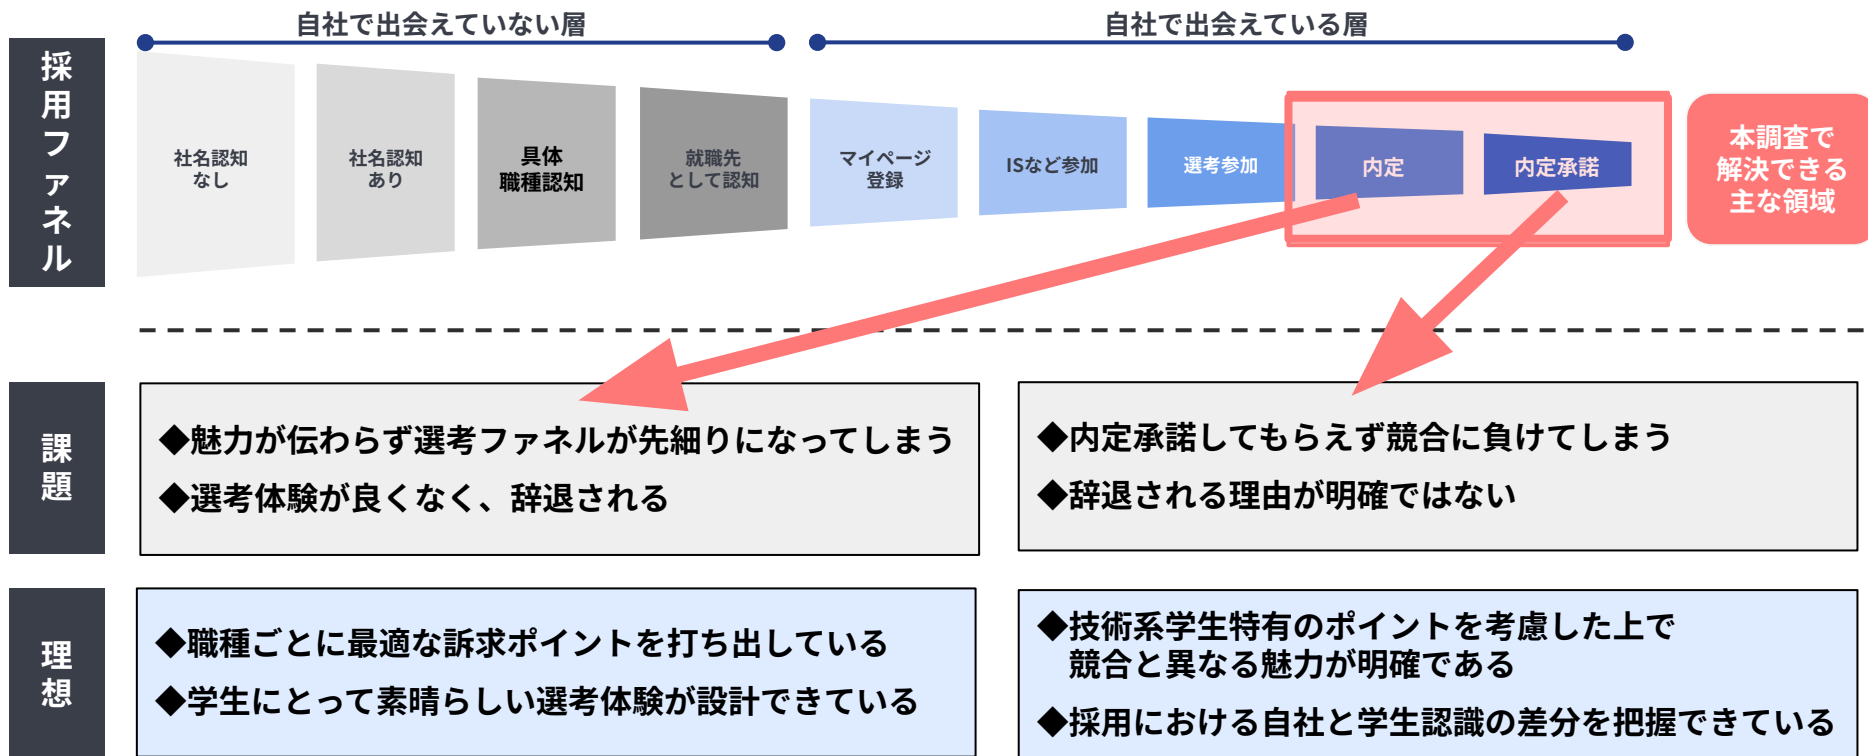 自社で出会えていない層
自社で出会えている層
採用ファネル
社名認知
なし
社名認知
あり
具体
職種認知
就職先
として認知
マイページ
登録
ISなど参加
選考参加
内定
内定承諾
本調査で
解決できる
主な領域
課題
◆魅力が伝わらず選考ファネルが先細りになってしまう
◆選考体験が良くなく、辞退される
◆内定承諾してもらえず競合に負けてしまう
◆辞退される理由が明確ではない
理想
◆職種ごとに最適な訴求ポイントを打ち出している
◆学生にとって素晴らしい選考体験が設計できている
◆技術系学生特有のポイントを考慮した上で
競合と異なる魅力が明確である
◆採用における自社と学生認識の差分を把握できている